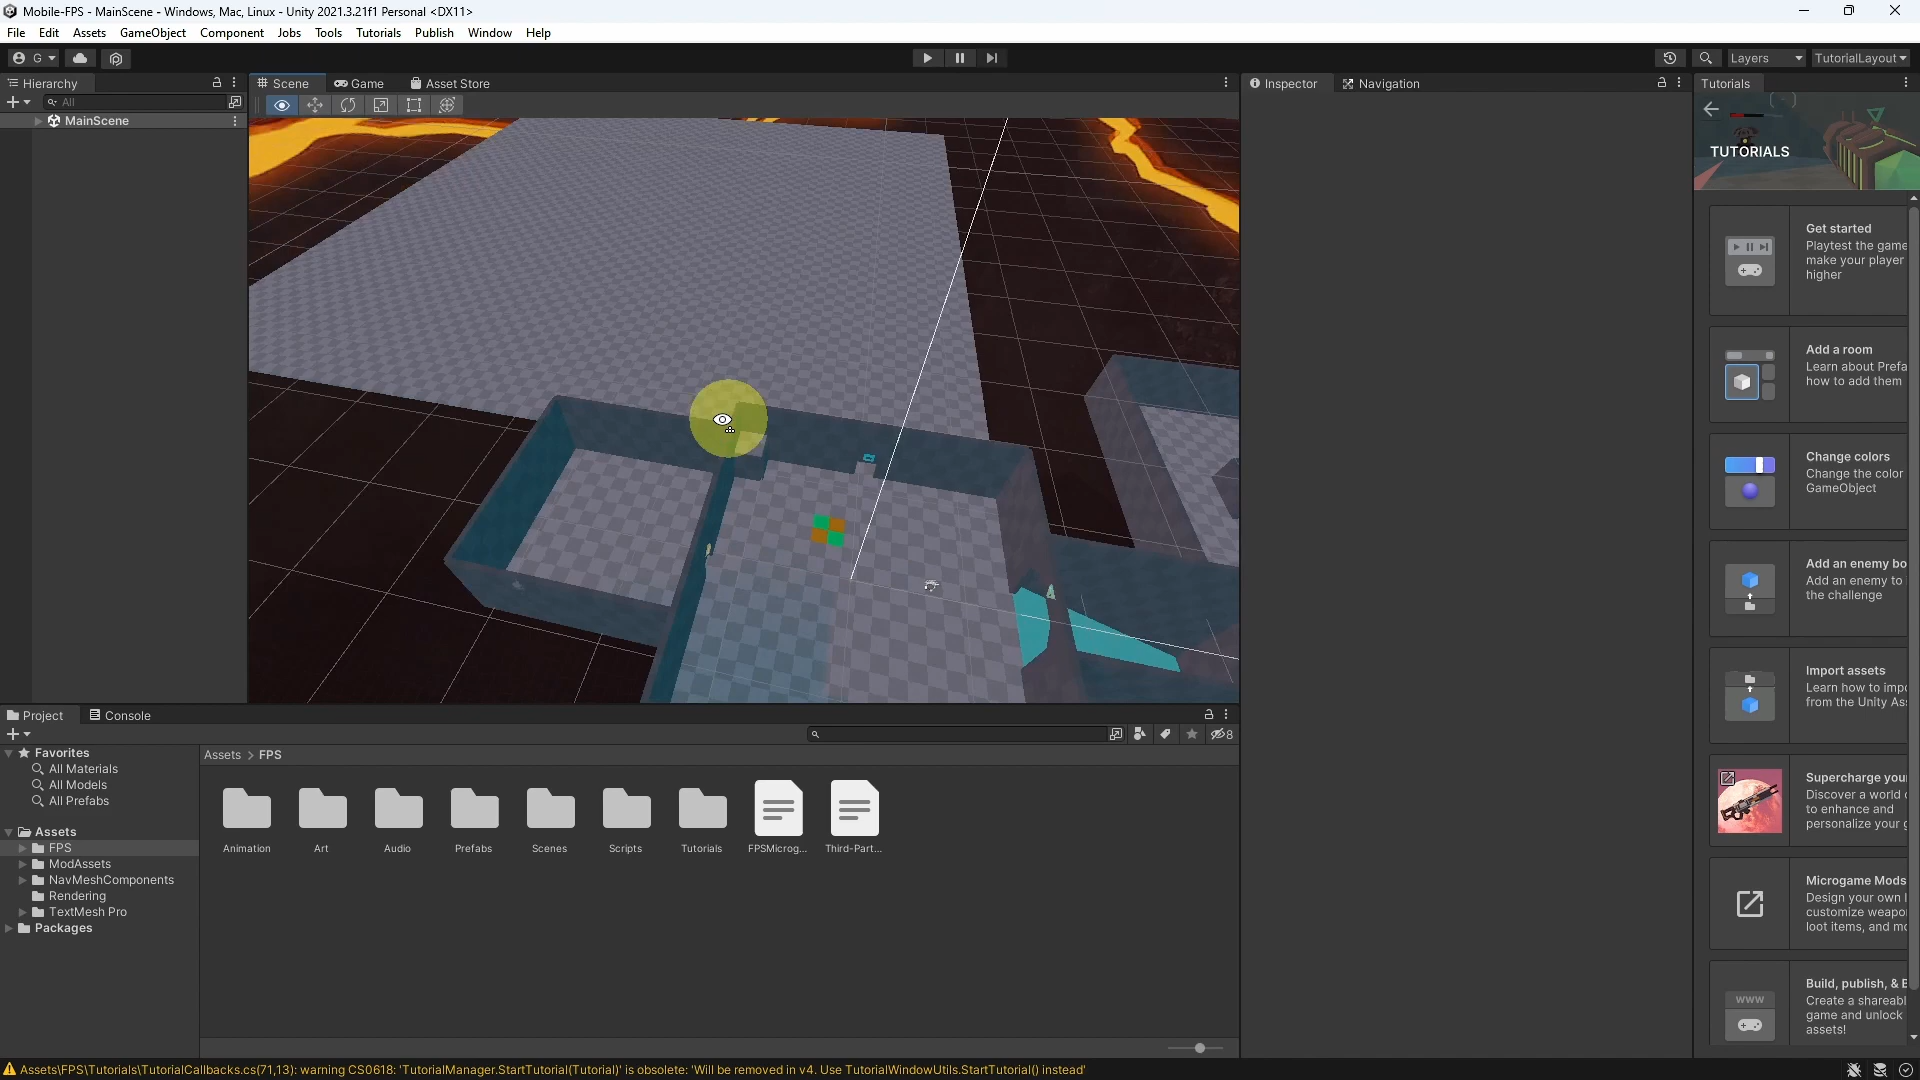 Mobile-FPS - MainScene - Windows, Mac, Linux - Unity 2021.3.21f1 Personal <DX11>
File Edit Assets GameObject Component Jobs Tools Tutorials Publish Window Help
G Layers TutorialLayout
Hierarchy
All
MainScene
Scene Game Asset Store
Inspector Navigation
Tutorials
TUTORIALS
Get started
Playtest the game
make your player
higher
Add a room
Learn about Prefa
how to add them
Change colors
Change the color
GameObject
Add an enemy bo
Add an enemy to
the challenge
Import assets
Learn how to impo
from the Unity As
Supercharge your
Discover a world
to enhance and
personalize your g
Microgame Mods
Design your own
customize weapo
loot items, and mo
WWW
Build, publish, & 
Create a shareabl
game and unlock
assets!
Project Console
8
Favorites
All Materials
All Models
All Prefabs
Assets
FPS
ModAssets
NavMeshComponents
Rendering
TextMesh Pro
Packages
Assets > FPS
Animation Art Audio Prefabs Scenes Scripts Tutorials FPSMicrog... Third-Part...
Assets\FPS\Tutorials\TutorialCallbacks.cs(71,13): warning CS0618: 'TutorialManager.StartTutorial(Tutorial)' is obsolete: 'Will be removed in v4. Use TutorialWindowUtils.StartTutorial() instead'